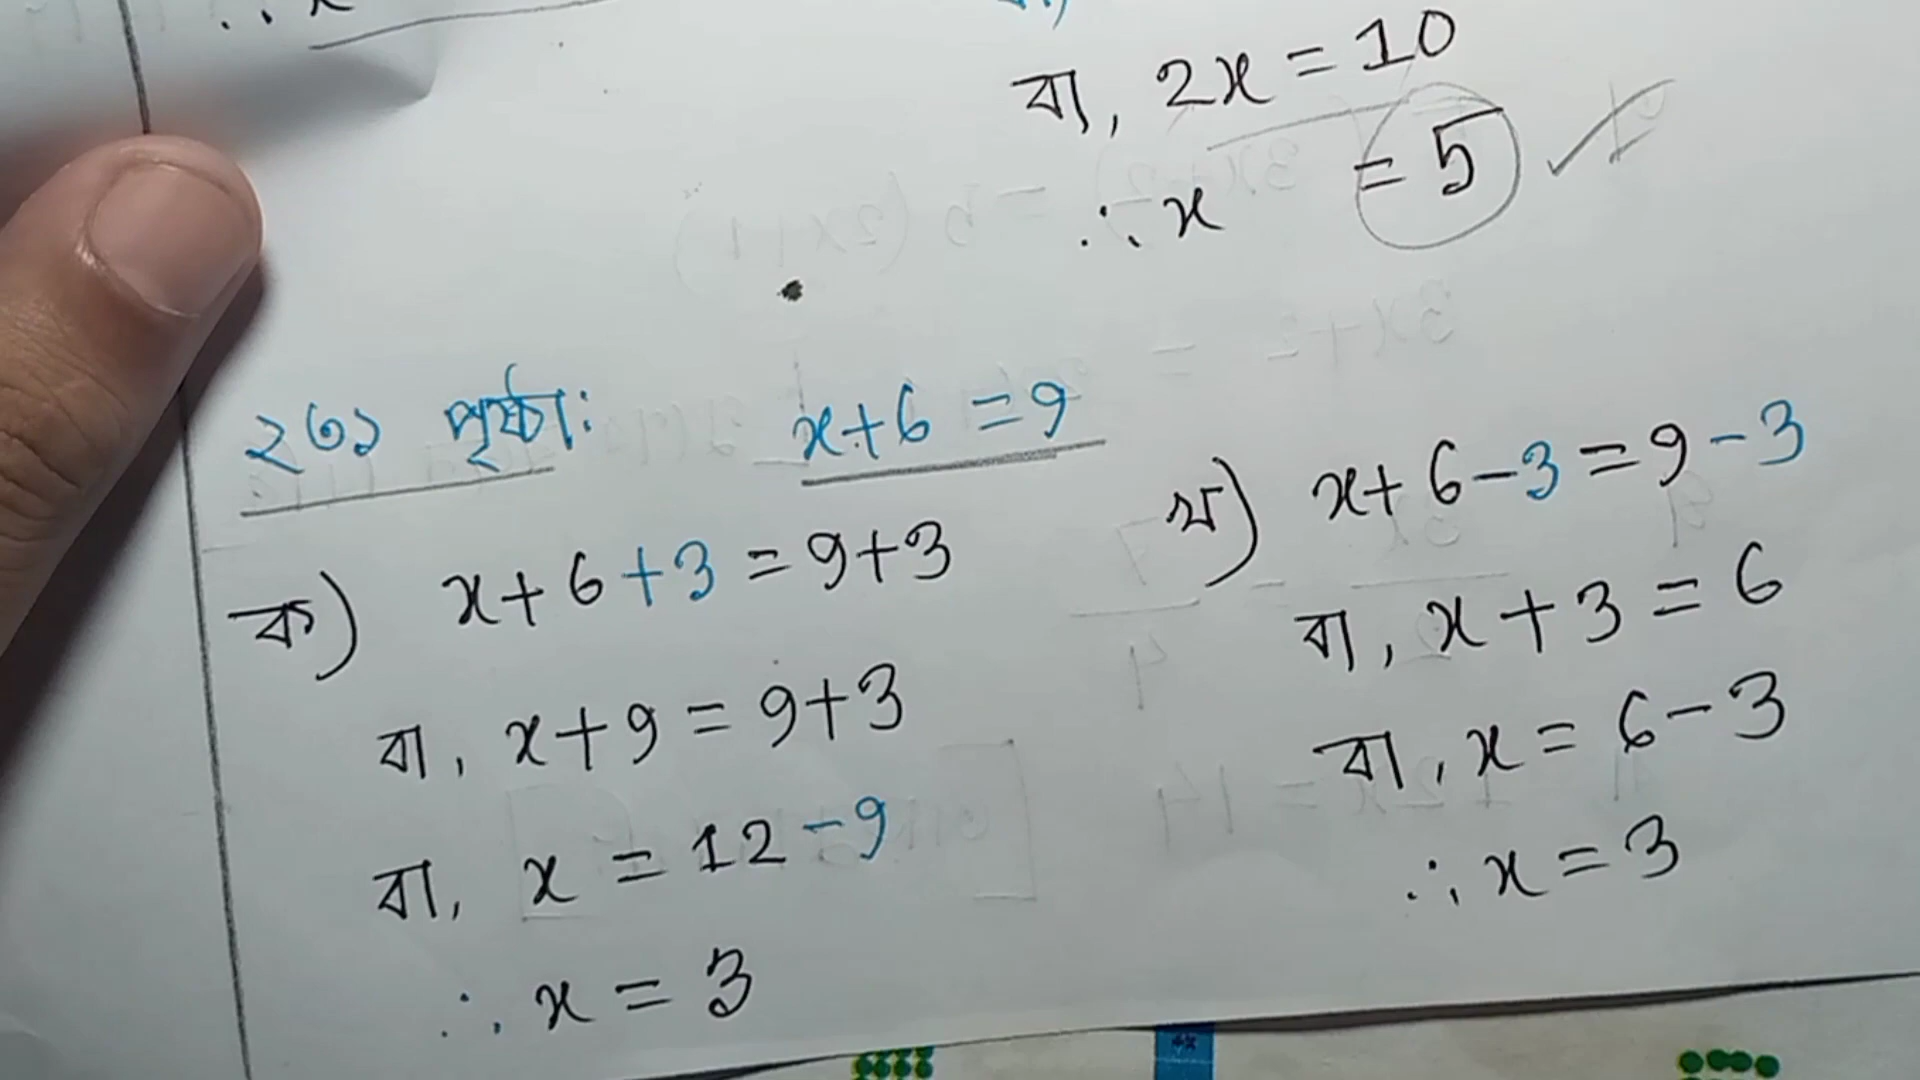 ∴ x
বা, 2x = 10
∴ x = 5
২৩১ পৃষ্ঠা: x+6 = 9
ক) x+6+3 = 9+3
বা, x+9 = 9+3
বা, x = 12-9
∴ x = 3
খ) x+6-3 = 9-3
বা, x+3 = 6
বা, x = 6-3
∴ x = 3